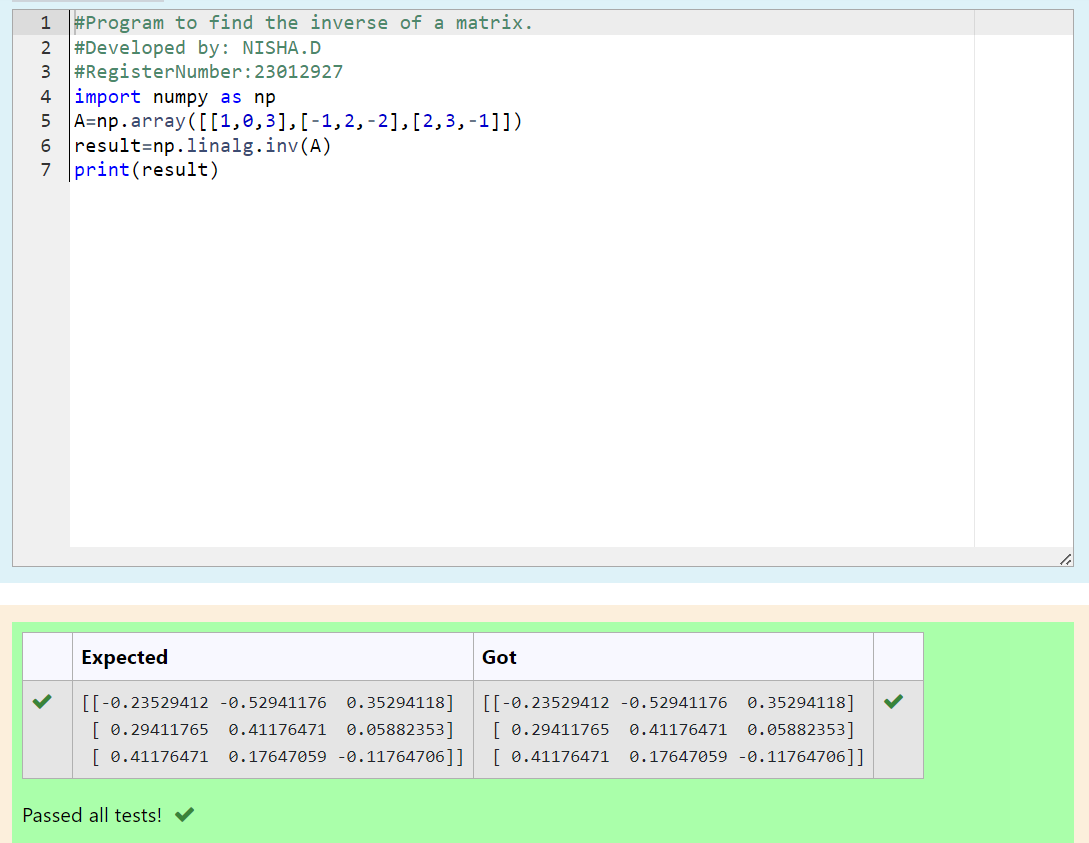 1 #Program to find the inverse of a matrix.
2 #Developed by: NISHA.D
3 #RegisterNumber:23012927
4 import numpy as np
5 A=np.array([[1,0,3],[-1,2,-2],[2,3,-1]])
6 result=np.linalg.inv(A)
7 print(result)
Expected Got
[[-0.23529412 -0.52941176  0.35294118] [[-0.23529412 -0.52941176  0.35294118]
[ 0.29411765  0.41176471  0.05882353] [ 0.29411765  0.41176471  0.05882353]
[ 0.41176471  0.17647059 -0.11764706]] [ 0.41176471  0.17647059 -0.11764706]]
Passed all tests!